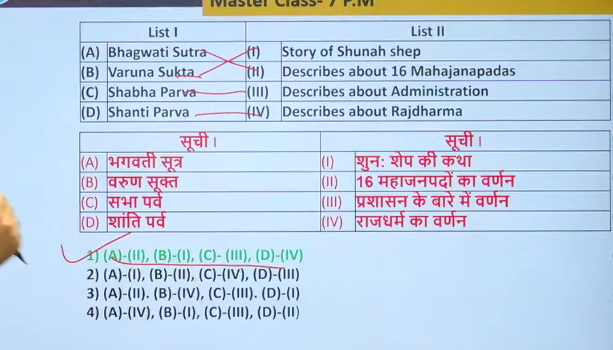 Master Class- 7 P.M
List I List II
(A) Bhagwati Sutra (I) Story of Shunah shep
(B) Varuna Sukta (II) Describes about 16 Mahajanapadas
(C) Shabha Parva (III) Describes about Administration
(D) Shanti Parva (IV) Describes about Rajdharma
सूची । सूची ।
(A) भगवती सूत्र (I) शुन: शेप की कथा
(B) वरुण सूक्त (II) 16 महाजनपदों का वर्णन
(C) सभा पर्व (III) प्रशासन के बारे में वर्णन
(D) शांति पर्व (IV) राजधर्म का वर्णन
1) (A)-(II), (B)-(I), (C)- (III), (D)-(IV)
2) (A)-(I), (B)-(II), (C)-(IV), (D)-(III)
3) (A)-(II). (B)-(IV), (C)-(III). (D)-(I)
4) (A)-(IV), (B)-(I), (C)-(III), (D)-(II)